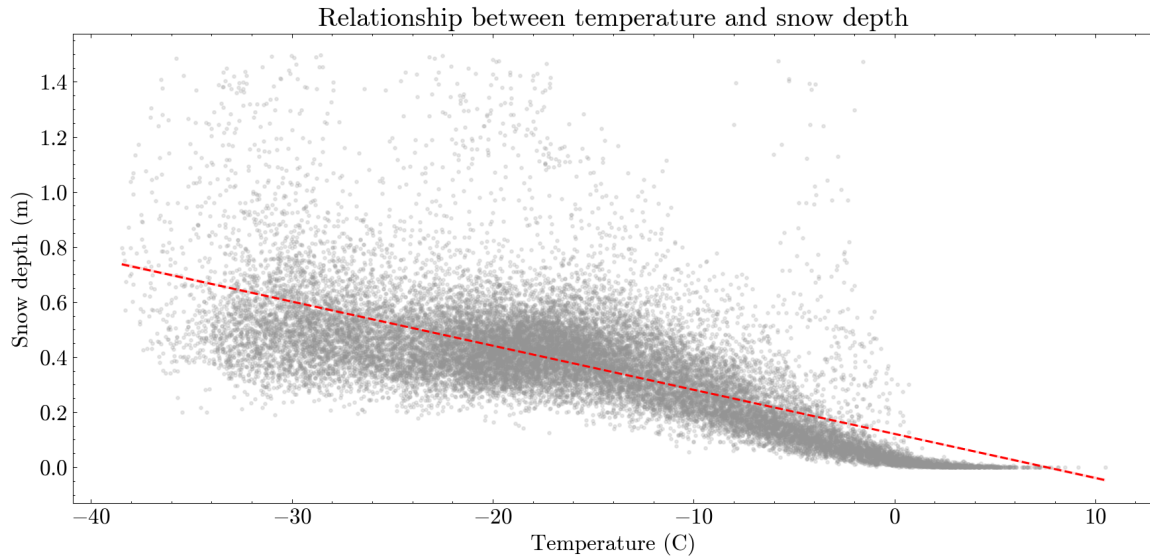 Relationship between temperature and snow depth
Snow depth (m)
1.4
1.2
1.0
0.8
0.6
0.4
0.2
0.0
−40 −30 −20 −10 0 10
Temperature (C)